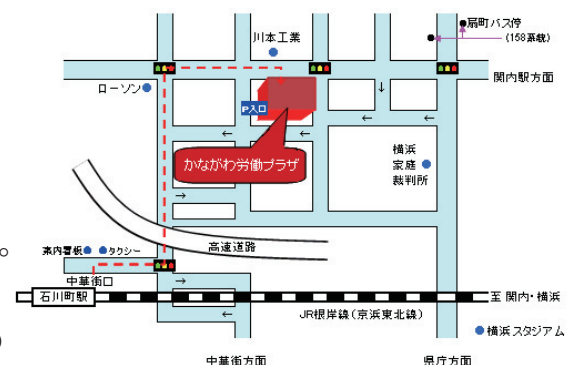 扇町バス停
(158系統)
川本工業
関内駅方面
ローソン
P入口
かながわ労働プラザ
横浜
家庭
裁判所
高速道路
案内看板
タクシー
中華街口
石川町駅
JR根岸線(京浜東北線)
至 関内・横浜
横浜スタジアム
中華街方面
県庁方面
。
)